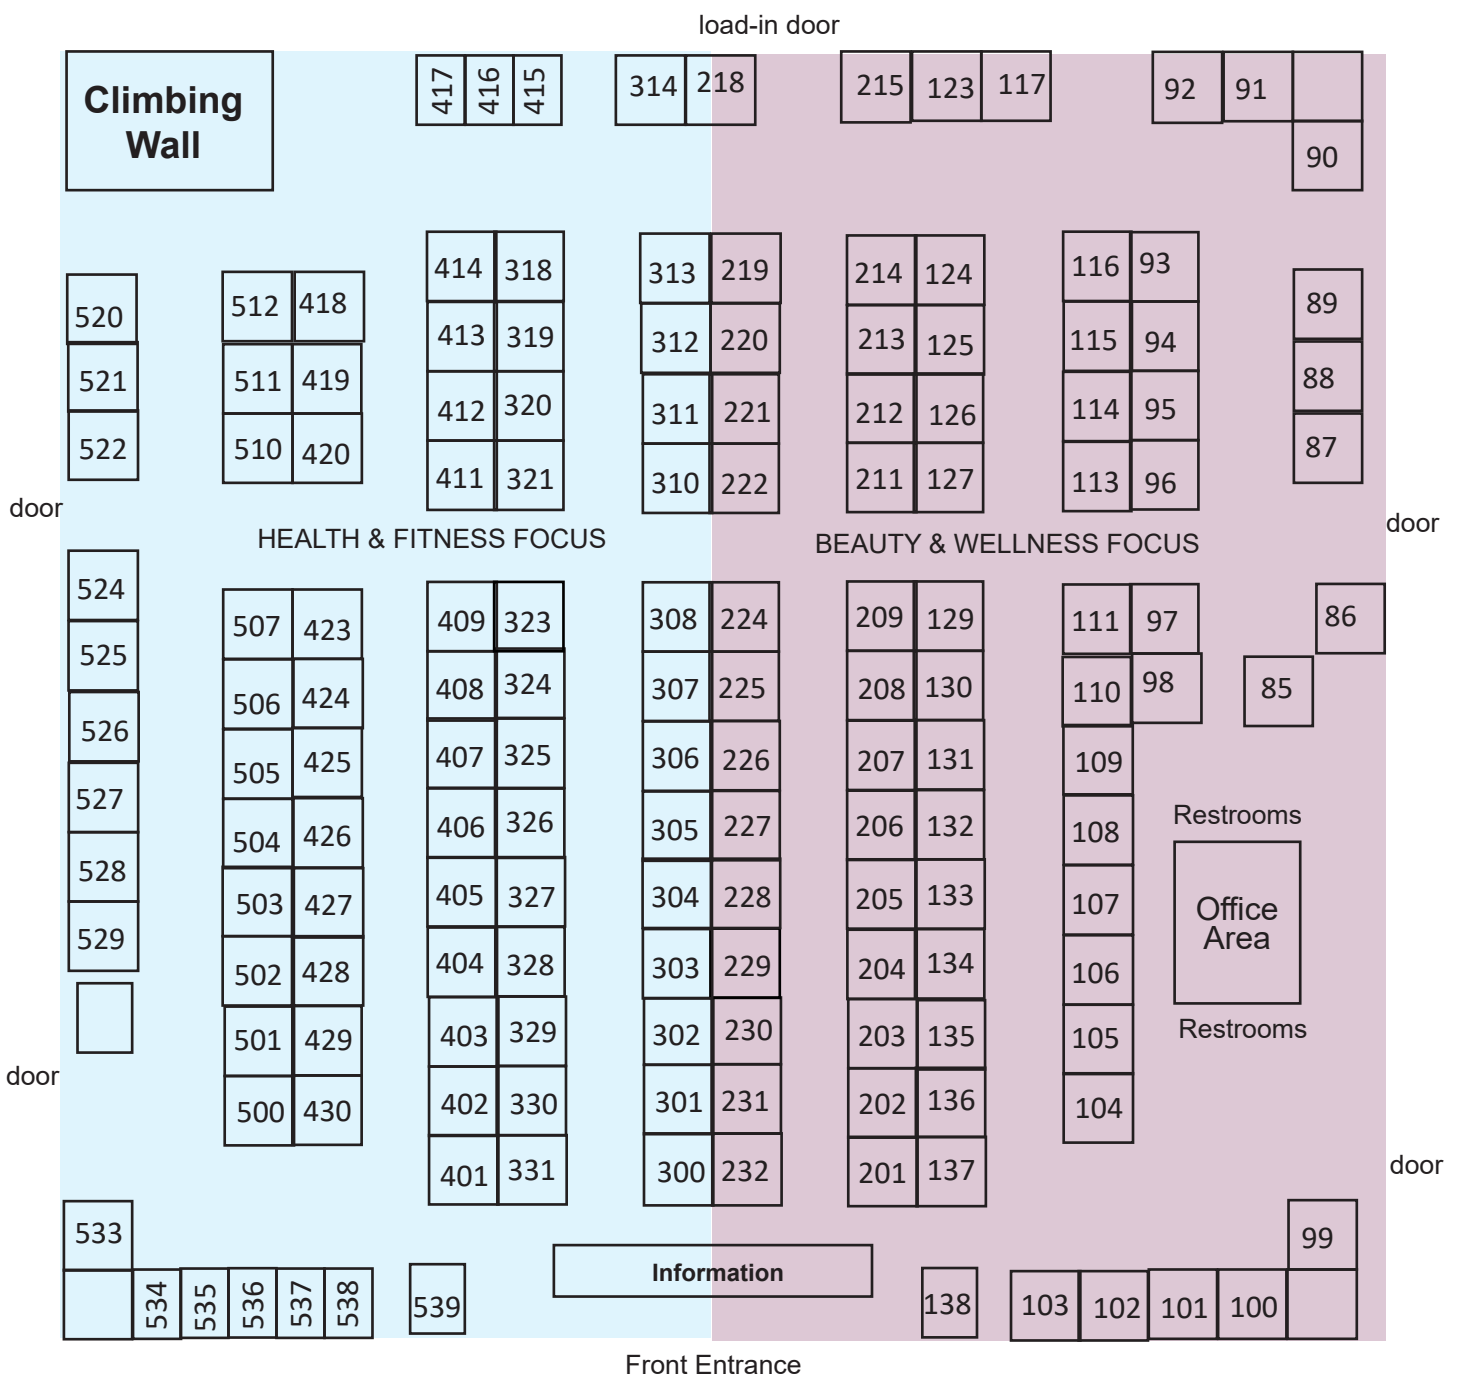 load-in door
Climbing
Wall
417 416 415 314 218 215 123 117 92 91
90
414 318 313 219 214 124 116 93
520 512 418 89
413 319 312 220 213 125 115 94
521 511 419 88
412 320 311 221 212 126 114 95
522 510 420 87
411 321 310 222 211 127 113 96
door door
HEALTH & FITNESS FOCUS BEAUTY & WELLNESS FOCUS
524
507 423 409 323 308 224 209 129 111 97 86
525
506 424 408 324 307 225 208 130 110 98 85
526
505 425 407 325 306 226 207 131 109
527
Restrooms
504 426 406 326 305 227 206 132 108
528
503 427 405 327 304 228 205 133 107 Office
Area
529
502 428 404 328 303 229 204 134 106
501 429 403 329 302 230 203 135 105 Restrooms
door
500 430 402 330 301 231 202 136 104
401 331 300 232 201 137 door
533 99
Information
534 535 536 537 538 539 138 103 102 101 100
Front Entrance